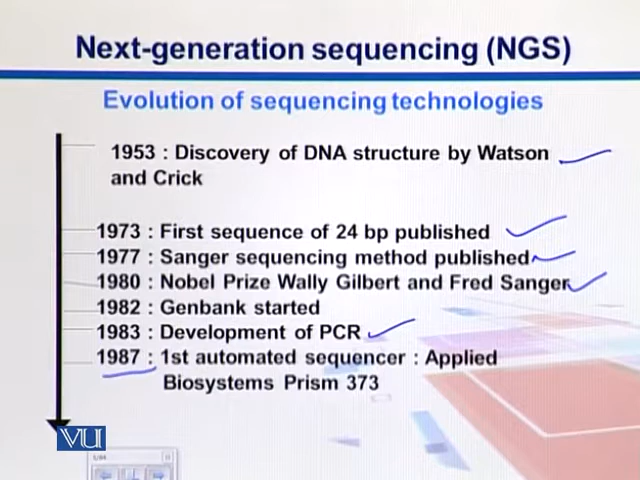 Next-generation sequencing (NGS)
Evolution of sequencing technologies
1953 : Discovery of DNA structure by Watson
and Crick
1973 : First sequence of 24 bp published
1977 : Sanger sequencing method published
1980 : Nobel Prize Wally Gilbert and Fred Sanger
1982 : Genbank started
1983 : Development of PCR
1987 : 1st automated sequencer : Applied
Biosystems Prism 373
VU